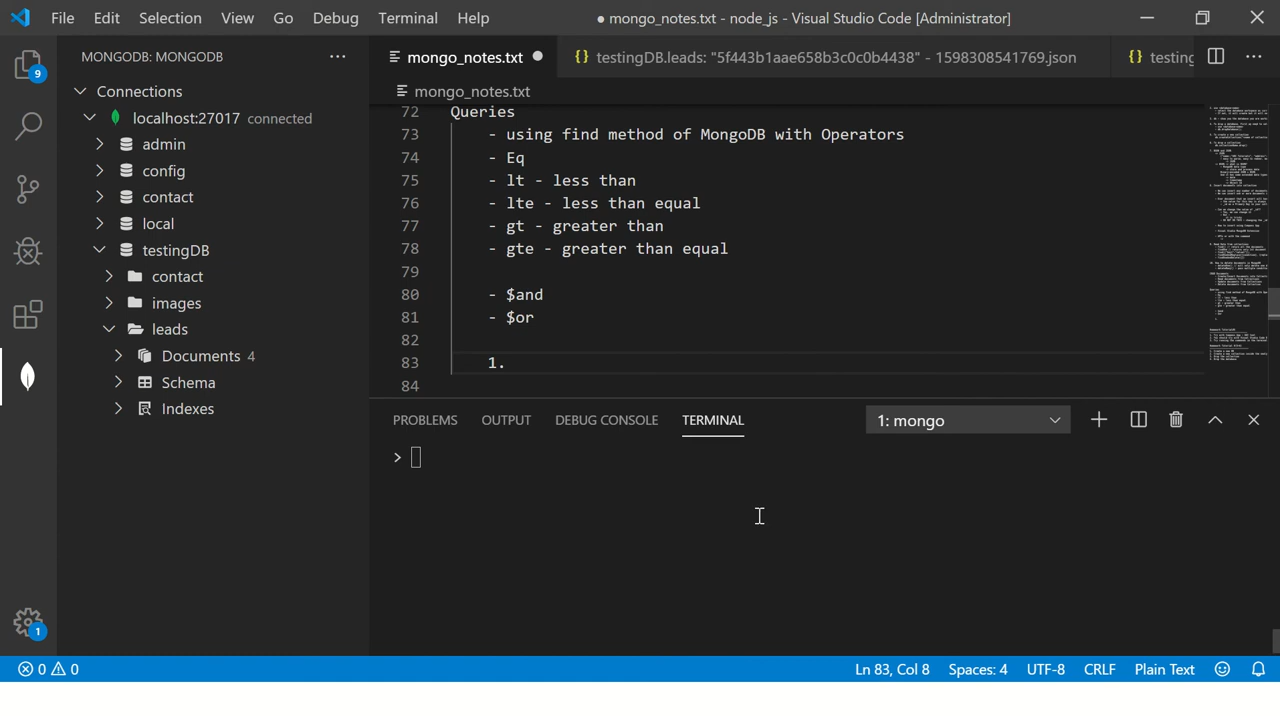 File Edit Selection View Go Debug Terminal Help
● mongo_notes.txt - node_js - Visual Studio Code [Administrator]
MONGODB: MONGODB
Connections
localhost:27017 connected
admin
config
contact
local
testingDB
contact
images
leads
Documents 4
Schema
Indexes
9
1
mongo_notes.txt
testingDB.leads: "5f443b1aae658b3c0c0b4438" - 1598308541769.json
testing
mongo_notes.txt
72 Queries
73 - using find method of MongoDB with Operators
74 - Eq
75 - lt - less than
76 - lte - less than equal
77 - gt - greater than
78 - gte - greater than equal
79
80 - $and
81 - $or
82
83 1.
84
PROBLEMS OUTPUT DEBUG CONSOLE TERMINAL 1: mongo
>
0 0 Ln 83, Col 8 Spaces: 4 UTF-8 CRLF Plain Text